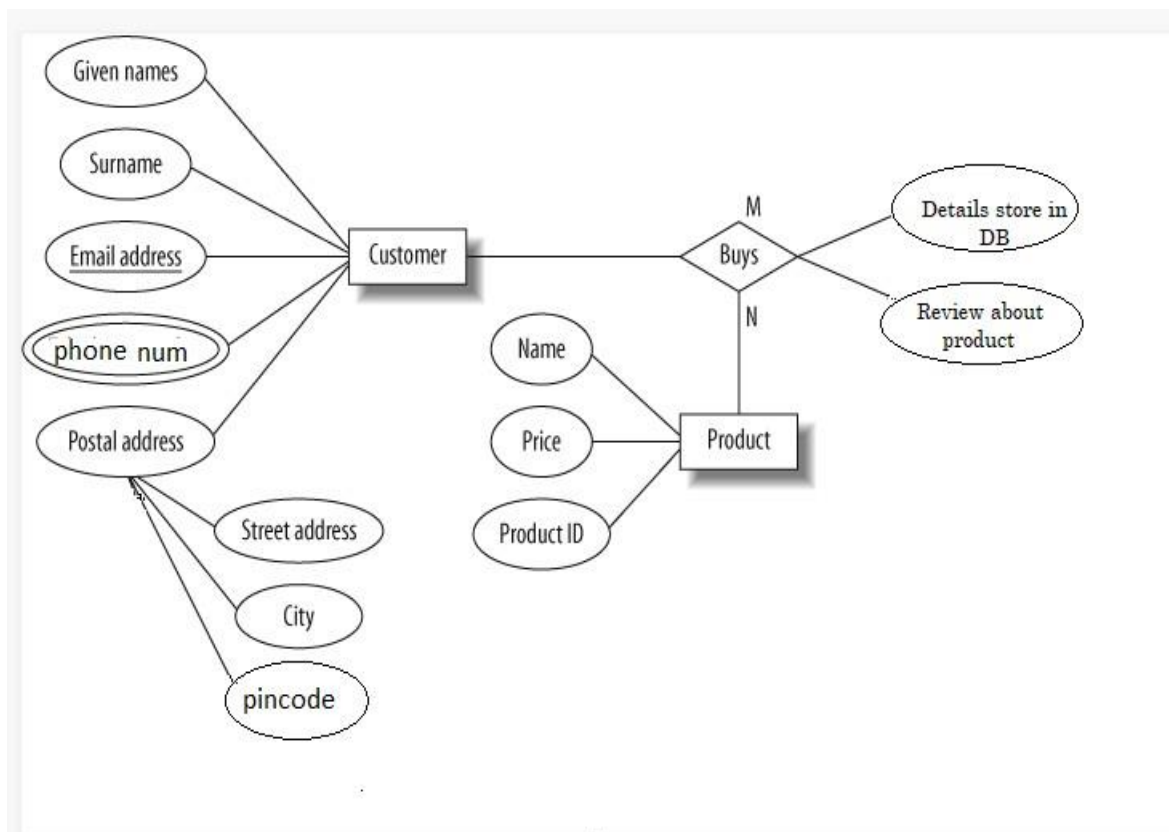 Given names
Surname
Email address
phone num
Postal address
Street address
City
pincode
Customer
M
Buys
N
Details store in
DB
Review about
product
Name
Price
Product ID
Product